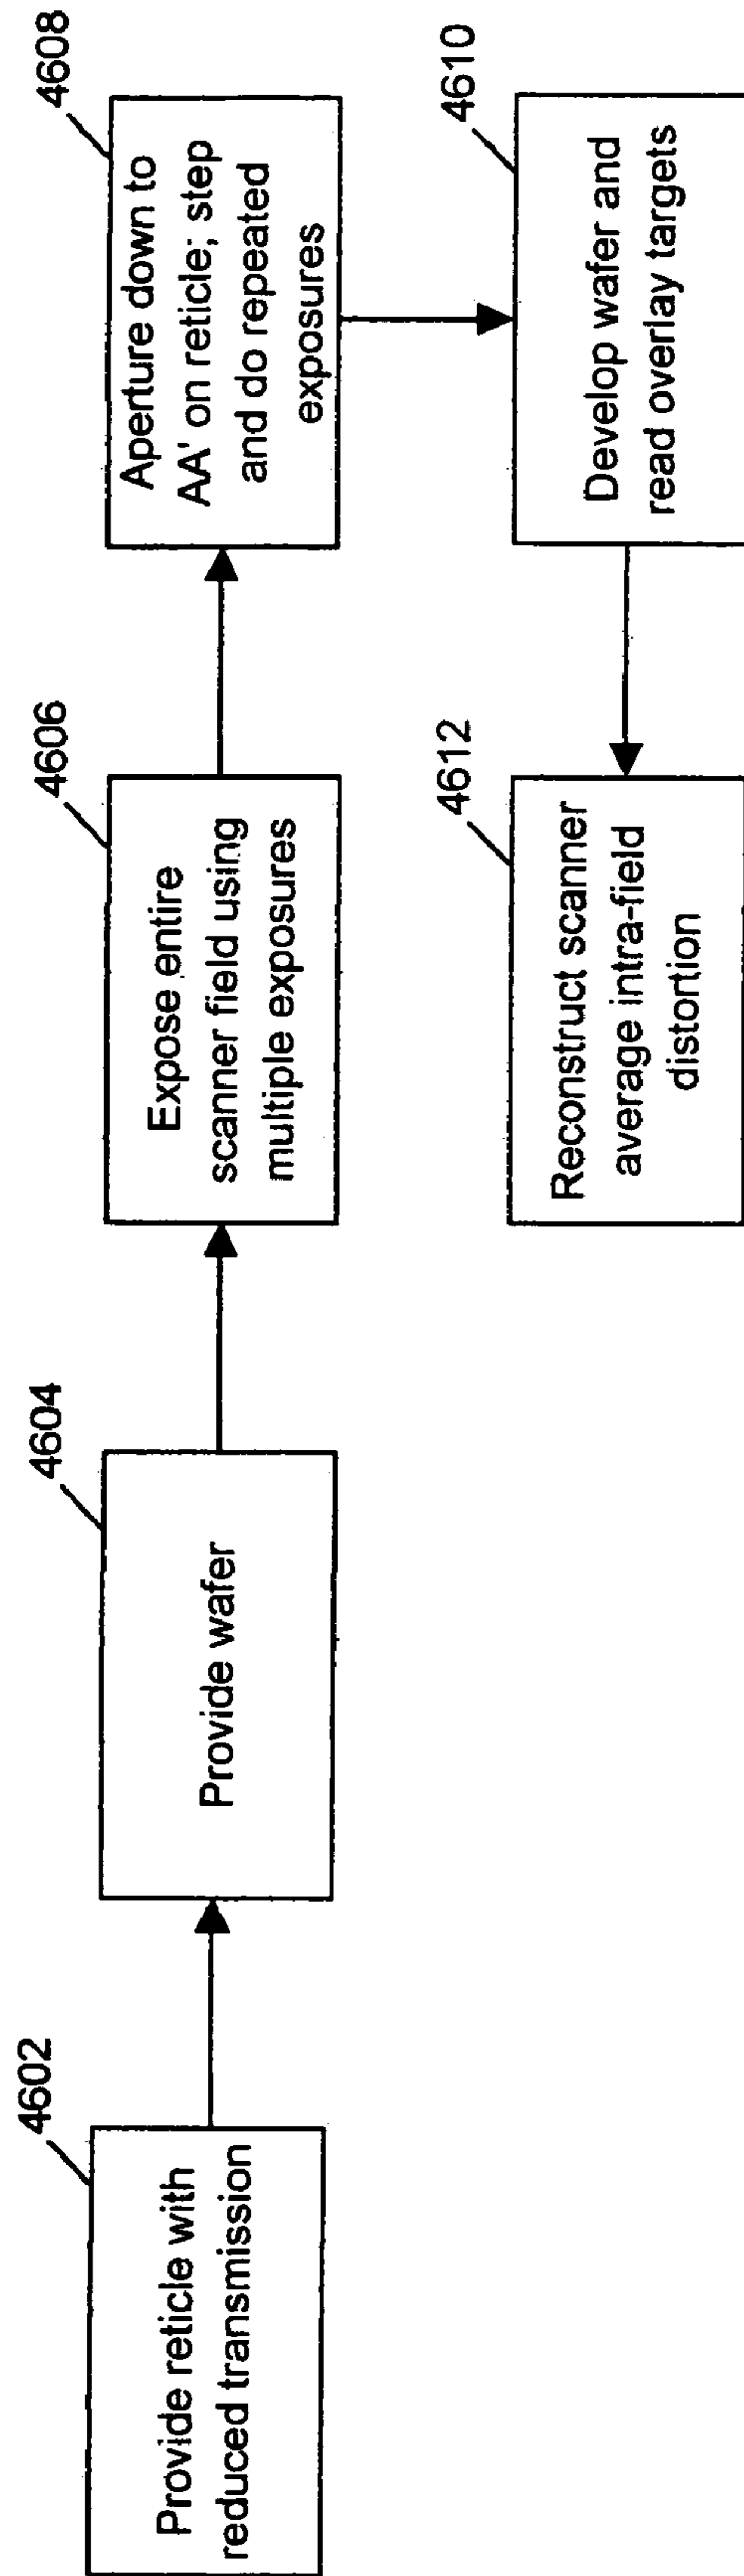 4602
Provide reticle with
reduced transmission
4604
Provide wafer
4606
Expose entire
scanner field using
multiple exposures
4608
Aperture down to
AA' on reticle; step
and do repeated
exposures
4610
Develop wafer and
read overlay targets
4612
Reconstruct scanner
average intra-field
distortion